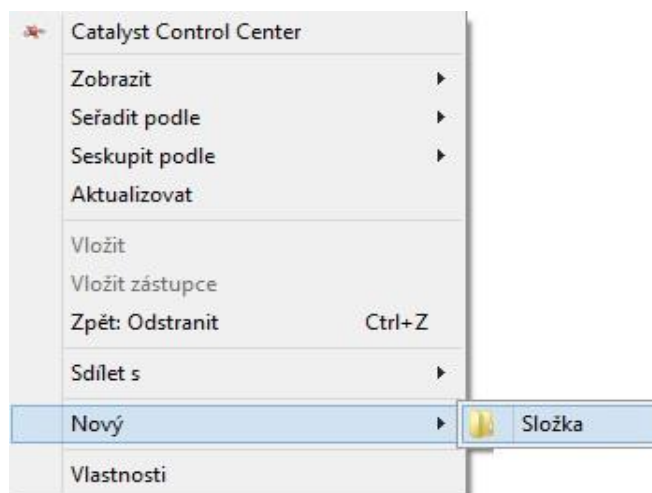 Catalyst Control Center
Zobrazit
Seřadit podle
Seskupit podle
Aktualizovat
Vložit
Vložit zástupce
Zpět: Odstranit Ctrl+Z
Sdílet s
Nový Složka
Vlastnosti